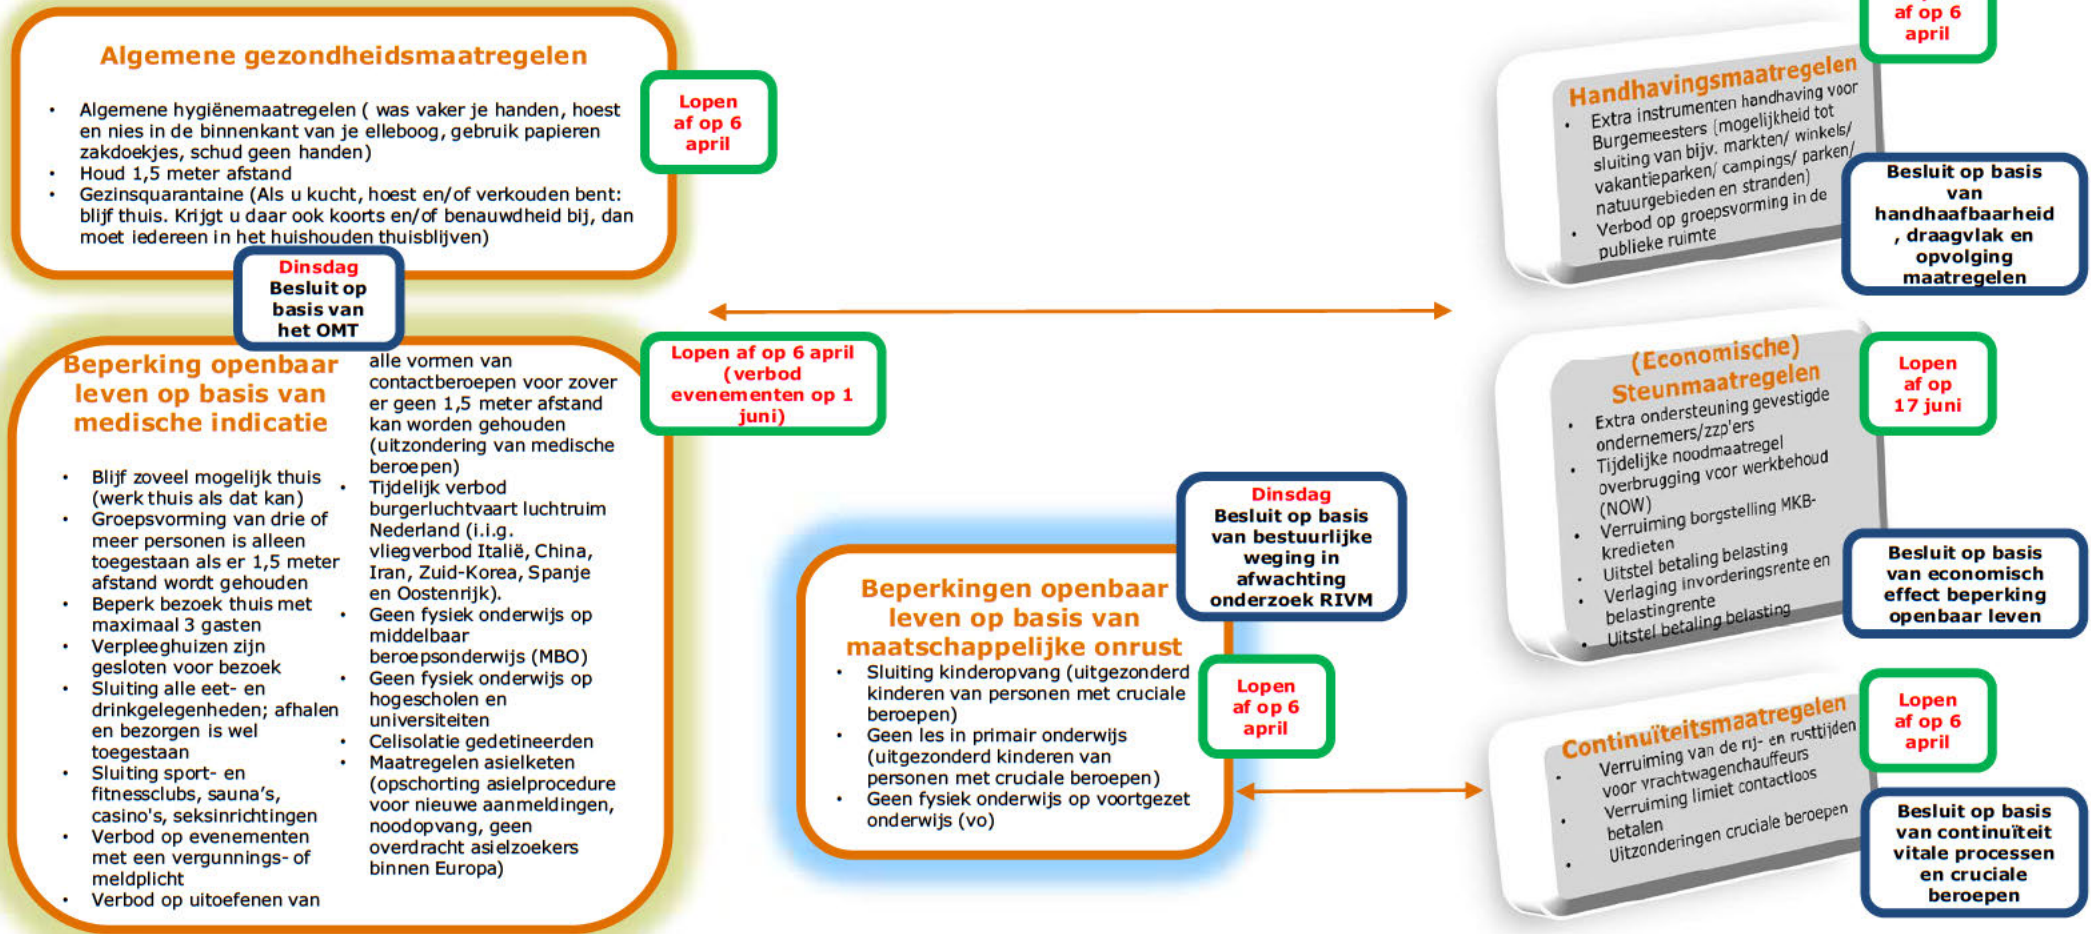 Algemene gezondheidsmaatregelen
• Algemene hygiënemaatregelen ( was vaker je handen, hoest
en nies in de binnenkant van je elleboog, gebruik papieren
zakdoekjes, schud geen handen)
• Houd 1,5 meter afstand
• Gezinsquarantaine (Als u kucht, hoest en/of verkouden bent:
blijf thuis. Krijgt u daar ook koorts en/of benauwdheid bij, dan
moet iedereen in het huishouden thuisblijven)
Lopen
af op 6
april
Dinsdag
Besluit op
basis van
het OMT
Beperking openbaar
leven op basis van
medische indicatie
• Blijf zoveel mogelijk thuis
(werk thuis als dat kan)
• Groepsvorming van drie of
meer personen is alleen
toegestaan als er 1,5 meter
afstand wordt gehouden
• Beperk bezoek thuis met
maximaal 3 gasten
• Verpleeghuizen zijn
gesloten voor bezoek
• Sluiting alle eet- en
drinkgelegenheden; afhalen
en bezorgen is wel
toegestaan
• Sluiting sport- en
fitnessclubs, sauna's,
casino's, seksinrichtingen
• Verbod op evenementen
met een vergunnings- of
meldplicht
• Verbod op uitoefenen van
alle vormen van
contactberoepen voor zover
er geen 1,5 meter afstand
kan worden gehouden
(uitzondering van medische
beroepen)
• Tijdelijk verbod
burgerluchtvaart luchtruim
Nederland (i.i.g.
vliegverbod Italië, China,
Iran, Zuid-Korea, Spanje
en Oostenrijk).
• Geen fysiek onderwijs op
middelbaar
beroepsonderwijs (MBO)
• Geen fysiek onderwijs op
hogescholen en
universiteiten
• Celisolatie gedetineerden
• Maatregelen asielketen
(opschorting asielprocedure
voor nieuwe aanmeldingen,
noodopvang, geen
overdracht asielzoekers
binnen Europa)
Lopen af op 6 april
(verbod
evenementen op 1
juni)
Dinsdag
Besluit op basis
van bestuurlijke
weging in
afwachting
onderzoek RIVM
Beperkingen openbaar
leven op basis van
maatschappelijke onrust
• Sluiting kinderopvang (uitgezonderd
kinderen van personen met cruciale
beroepen)
• Geen les in primair onderwijs
(uitgezonderd kinderen van
personen met cruciale beroepen)
• Geen fysiek onderwijs op voortgezet
onderwijs (vo)
Lopen
af op 6
april
af op 6
april
Handhavingsmaatregelen
• Extra instrumenten handhaving voor
Burgemeesters (mogelijkheid tot
sluiting van bijv. markten/ winkels/
vakantieparken/ campings/ parken/
natuurgebieden en stranden)
• Verbod op groepsvorming in de
publieke ruimte
Besluit op basis
van
handhaafbaarheid
, draagvlak en
opvolging
maatregelen
(Economische)
Steunmaatregelen
• Extra ondersteuning gevestigde
ondernemers/zzp'ers
• Tijdelijke noodmaatregel
overbrugging voor werkbehoud
(NOW)
• Verruiming borgstelling MKB-
kredieten
• Uitstel betaling belasting
• Verlaging invorderingsrente en
belastingrente
• Uitstel betaling belasting
Lopen
af op
17 juni
Besluit op basis
van economisch
effect beperking
openbaar leven
Continuïteitsmaatregelen
• Verruiming van de rij- en rusttijden
voor vrachtwagenchauffeurs
• Verruiming limiet contactloos
betalen
• Uitzonderingen cruciale beroepen
Lopen
af op 6
april
Besluit op basis
van continuïteit
vitale processen
en cruciale
beroepen